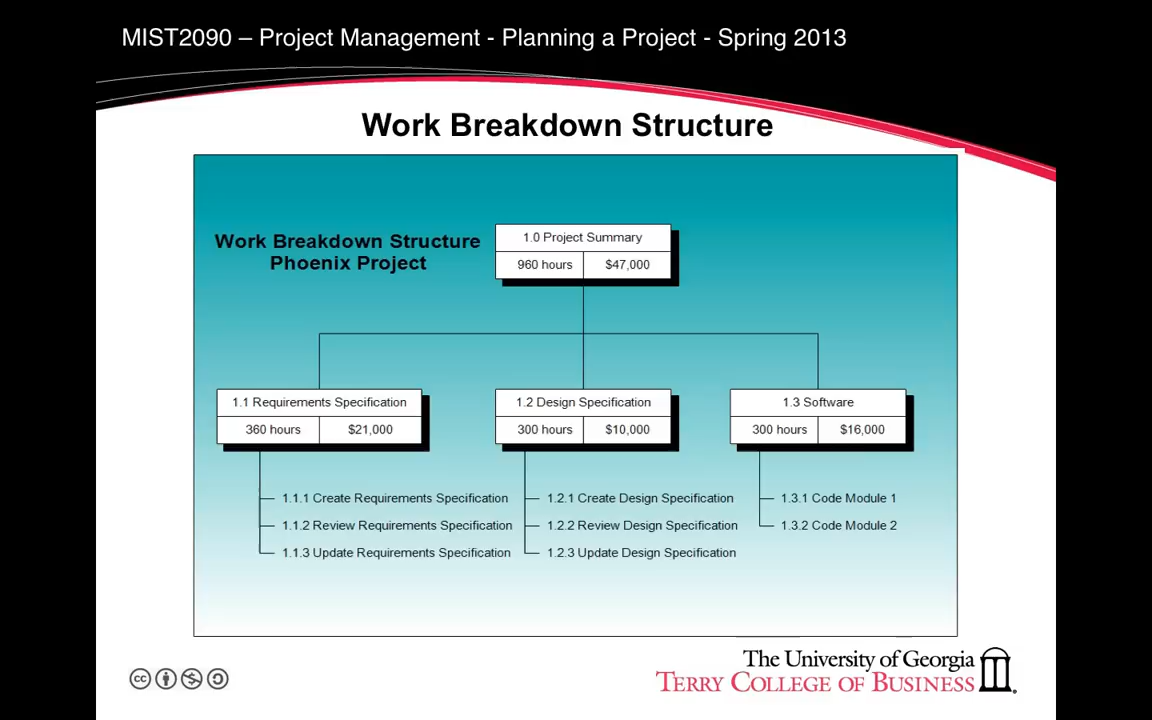 MIST2090 – Project Management - Planning a Project - Spring 2013
Work Breakdown Structure
Work Breakdown Structure
Phoenix Project
1.0 Project Summary
960 hours $47,000
1.1 Requirements Specification
360 hours $21,000
1.1.1 Create Requirements Specification
1.1.2 Review Requirements Specification
1.1.3 Update Requirements Specification
1.2 Design Specification
300 hours $10,000
1.2.1 Create Design Specification
1.2.2 Review Design Specification
1.2.3 Update Design Specification
1.3 Software
300 hours $16,000
1.3.1 Code Module 1
1.3.2 Code Module 2
cc
The University of Georgia
TERRY COLLEGE OF BUSINESS